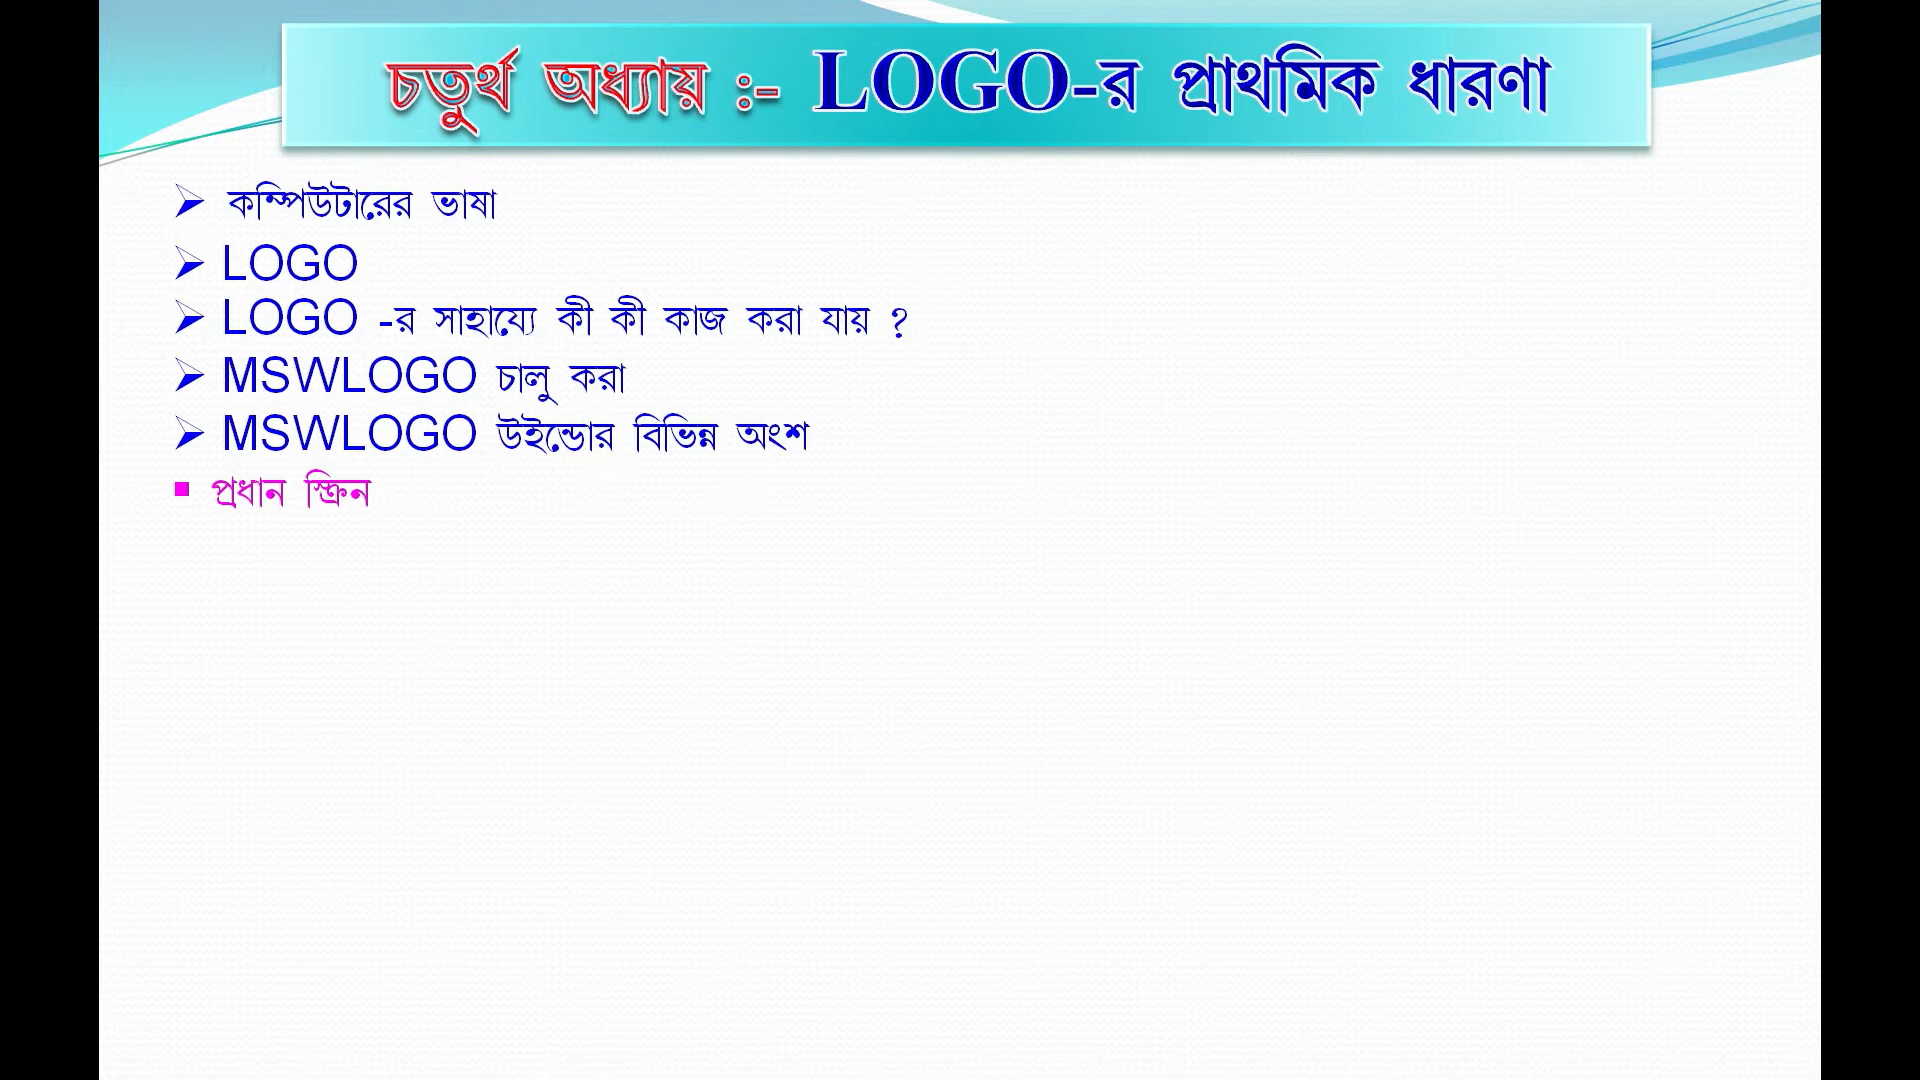 চতুর্থ অধ্যায় :- LOGO-র প্রাথমিক ধারণা
কম্পিউটারের ভাষা
LOGO
LOGO -র সাহায্যে কী কী কাজ করা যায় ?
MSWLOGO চালু করা
MSWLOGO উইন্ডোর বিভিন্ন অংশ
প্রধান স্ক্রিন